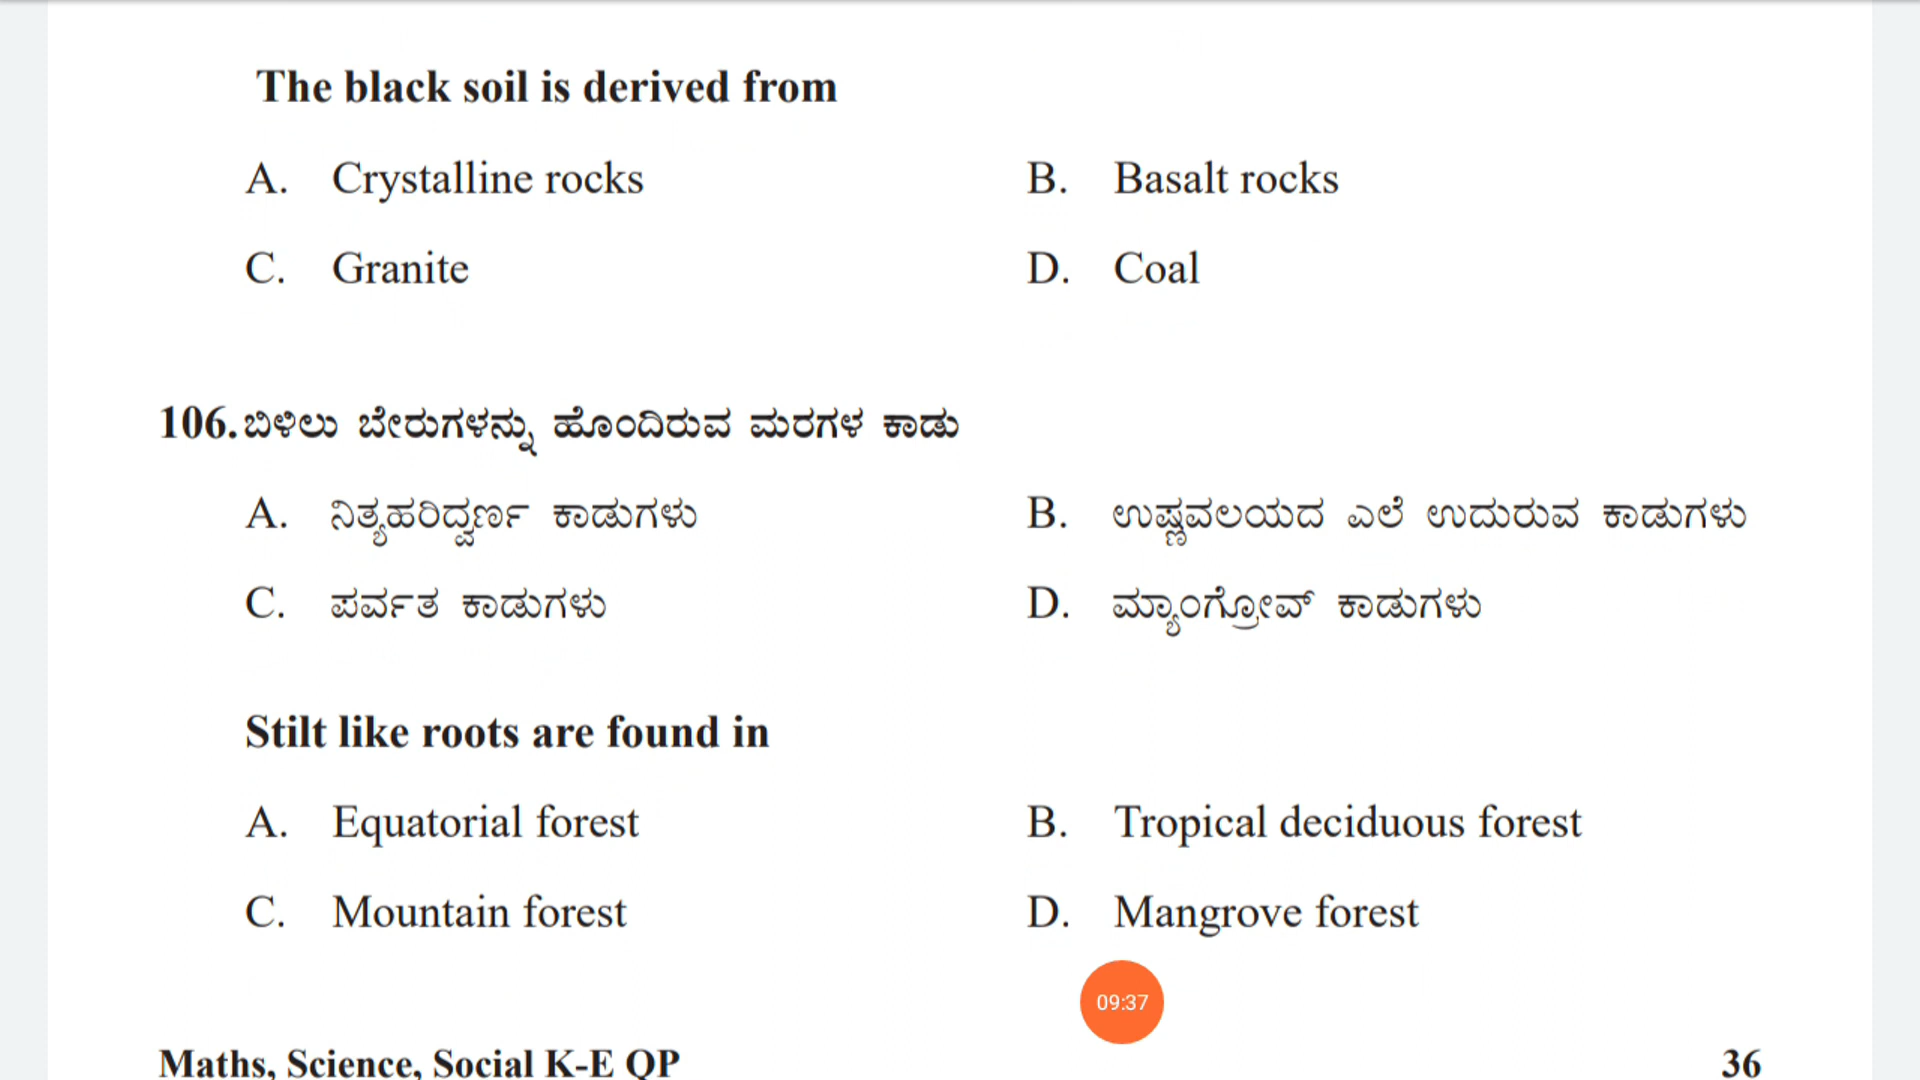 The black soil is derived from
A. Crystalline rocks B. Basalt rocks
C. Granite D. Coal
106. ಬಿಳಿಲು ಬೇರುಗಳನ್ನು ಹೊಂದಿರುವ ಮರಗಳ ಕಾಡು
A. ನಿತ್ಯಹರಿದ್ವರ್ಣ ಕಾಡುಗಳು B. ಉಷ್ಣವಲಯದ ಎಲೆ ಉದುರುವ ಕಾಡುಗಳು
C. ಪರ್ವತ ಕಾಡುಗಳು D. ಮ್ಯಾಂಗ್ರೋವ್ ಕಾಡುಗಳು
Stilt like roots are found in
A. Equatorial forest B. Tropical deciduous forest
C. Mountain forest D. Mangrove forest
09:37
Maths, Science, Social K-E QP 36